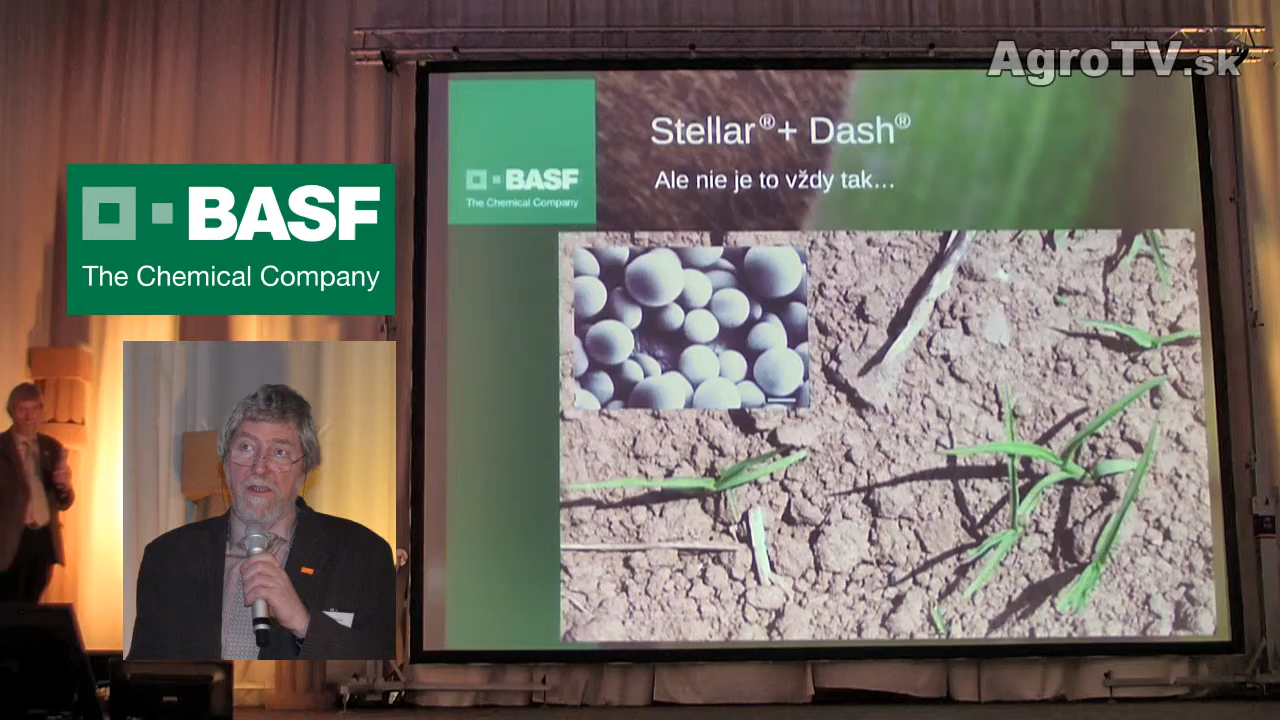 AgroTV.sk
BASF
The Chemical Company
Stellar®+ Dash®
Ale nie je to vždy tak...
BASF
The Chemical Company